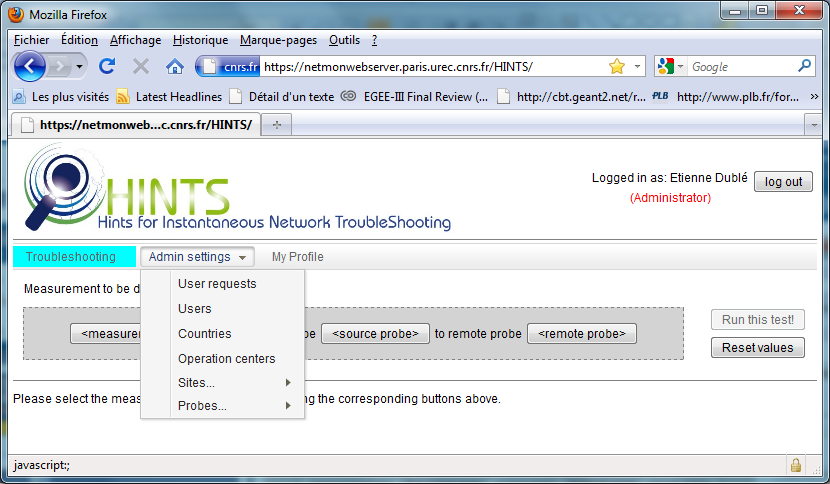 Mozilla Firefox
Fichier Édition Affichage Historique Marque-pages Outils ?
cnrs.fr https://netmonwebserver.paris.urec.cnrs.fr/HINTS/ Google
Les plus visités Latest Headlines Détail d'un texte EGEE-III Final Review (... http://cbt.geant2.net/r... PLB http://www.plb.fr/for...
https://netmonweb...c.cnrs.fr/HINTS/
HINTS
Hints for Instantaneous Network TroubleShooting
Logged in as: Etienne Dublé log out
(Administrator)
Troubleshooting Admin settings My Profile
User requests
Users
Countries
Operation centers
Sites...
Probes...
Measurement to be d
<measurem be <source probe> to remote probe <remote probe>
Run this test!
Reset values
Please select the meas ng the corresponding buttons above.
javascript:;